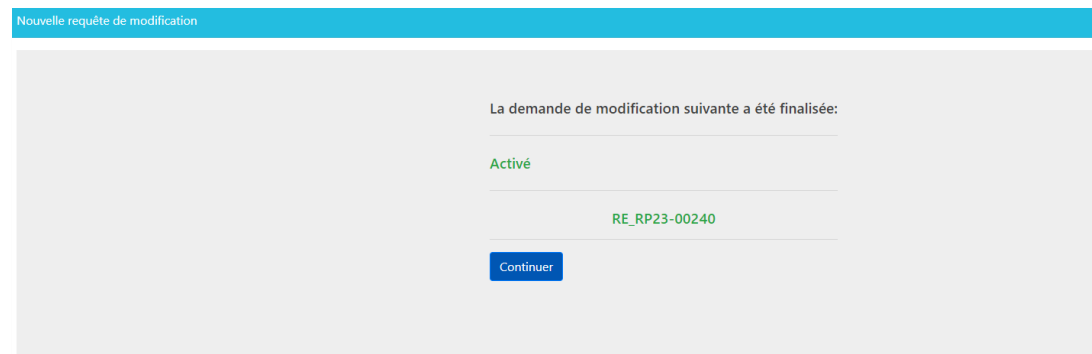 Nouvelle requête de modification
La demande de modification suivante a été finalisée:
Activé
RE_RP23-00240
Continuer